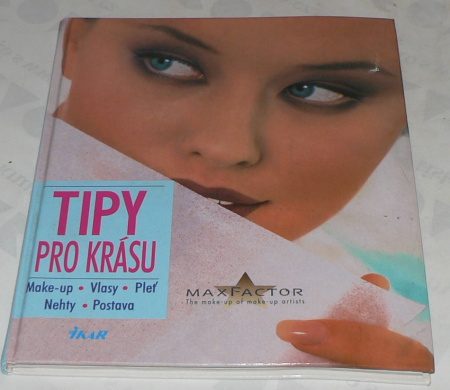 TIPY
PRO KRÁSU
Make-up • Vlasy • Pleť
Nehty • Postava
IKAR
MAXFACTOR
The make-up of make-up artists